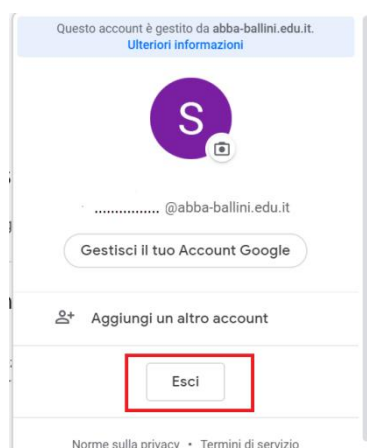 Questo account è gestito da abba-ballini.edu.it.
Ulteriori informazioni
S
................ @abba-ballini.edu.it
Gestisci il tuo Account Google
Aggiungi un altro account
Esci
Norme sulla privacy • Termini di servizio